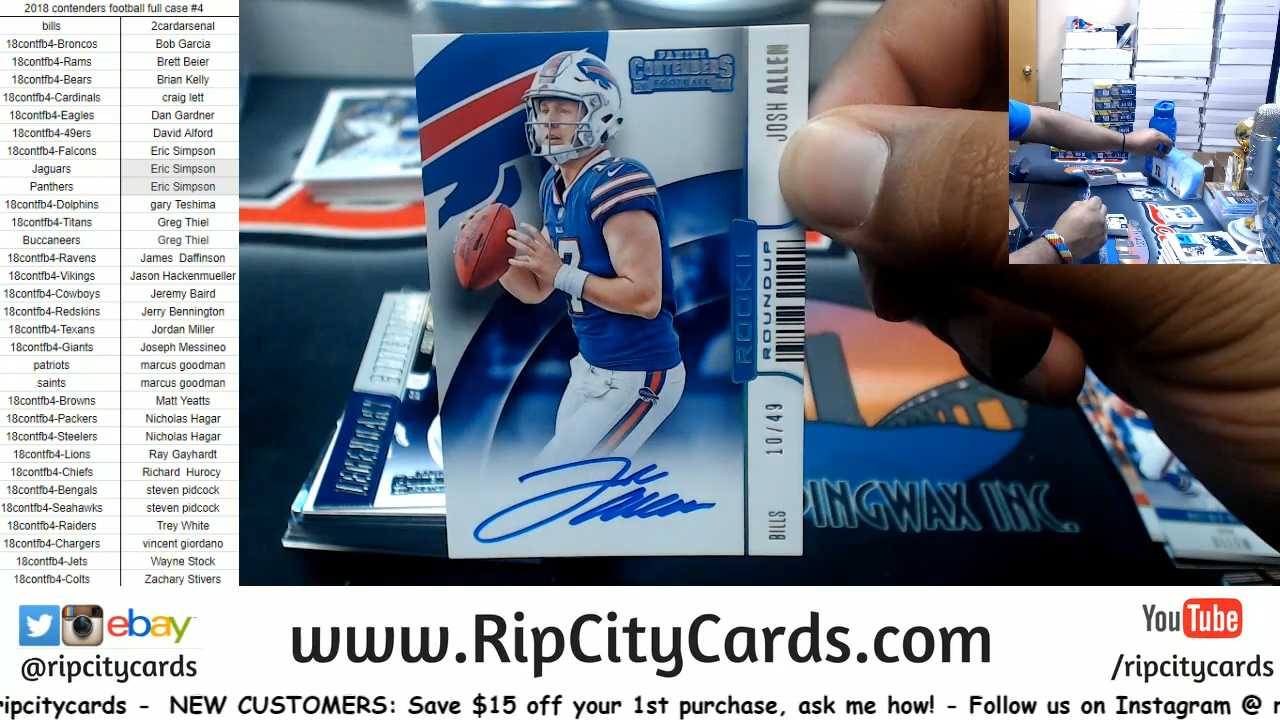 2018 contenders football full case #4
bills 2cardarsenal
18contfb4-Broncos Bob Garcia
18contfb4-Rams Brett Beier
18contfb4-Bears Brian Kelly
18contfb4-Cardinals craig lett
18contfb4-Eagles Dan Gardner
18contfb4-49ers David Alford
18contfb4-Falcons Eric Simpson
Jaguars Eric Simpson
Panthers Eric Simpson
18contfb4-Dolphins gary Teshima
18contfb4-Titans Greg Thiel
Buccaneers Greg Thiel
18contfb4-Ravens James Daffinson
18contfb4-Vikings Jason Hackenmueller
18contfb4-Cowboys Jeremy Baird
18contfb4-Redskins Jerry Bennington
18contfb4-Texans Jordan Miller
18contfb4-Giants Joseph Messineo
patriots marcus goodman
saints marcus goodman
18contfb4-Browns Matt Yeatts
18contfb4-Packers Nicholas Hagar
18contfb4-Steelers Nicholas Hagar
18contfb4-Lions Ray Gayhardt
18contfb4-Chiefs Richard Hurocy
18contfb4-Bengals steven pidcock
18contfb4-Seahawks steven pidcock
18contfb4-Raiders Trey White
18contfb4-Chargers vincent giordano
18contfb4-Jets Wayne Stock
18contfb4-Colts Zachary Stivers
PANINI
CONTENDERS
FOOTBALL
JOSH ALLEN
ROOKIE
ROUNDUP
10/49
BILLS
DINGWAX INC.
ebay
@ripcitycards
www.RipCityCards.com
YouTube
/ripcitycards
ripcitycards - NEW CUSTOMERS: Save $15 off your 1st purchase, ask me how! - Follow us on Instagram @